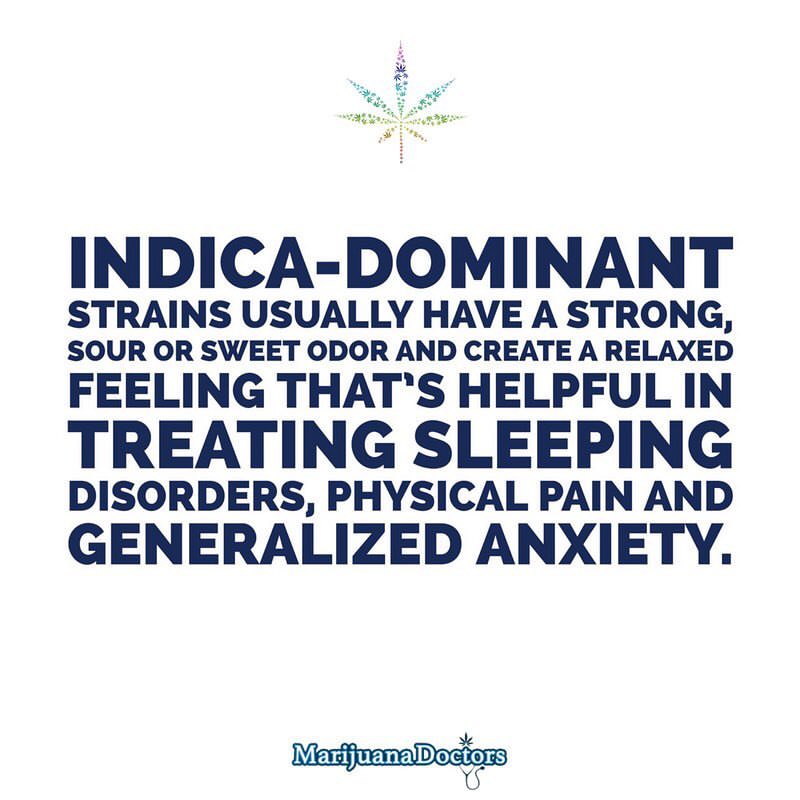 INDICA-DOMINANT
STRAINS USUALLY HAVE A STRONG,
SOUR OR SWEET ODOR AND CREATE A RELAXED
FEELING THAT‘S HELPFUL IN
TREATING SLEEPING
DISORDERS, PHYSICAL PAIN AND
GENERALIZED ANXIETY.
MarijuanaDoctors